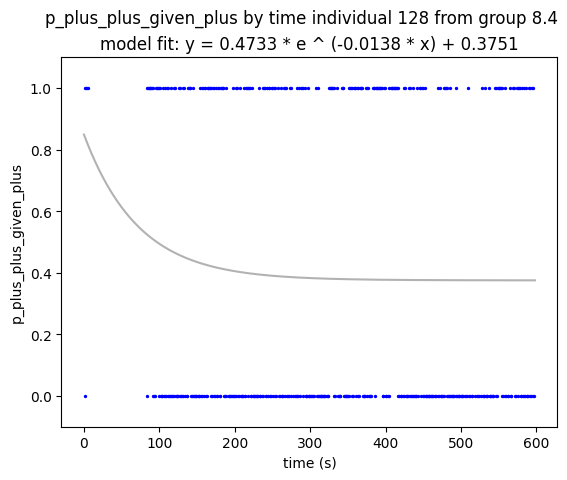 p_plus_plus_given_plus by time individual 128 from group 8.4
model fit: y = 0.4733 * e ^ (-0.0138 * x) + 0.3751
1.0
0.8
0.6
0.4
0.2
0.0
p_plus_plus_given_plus
0 100 200 300 400 500 600
time (s)